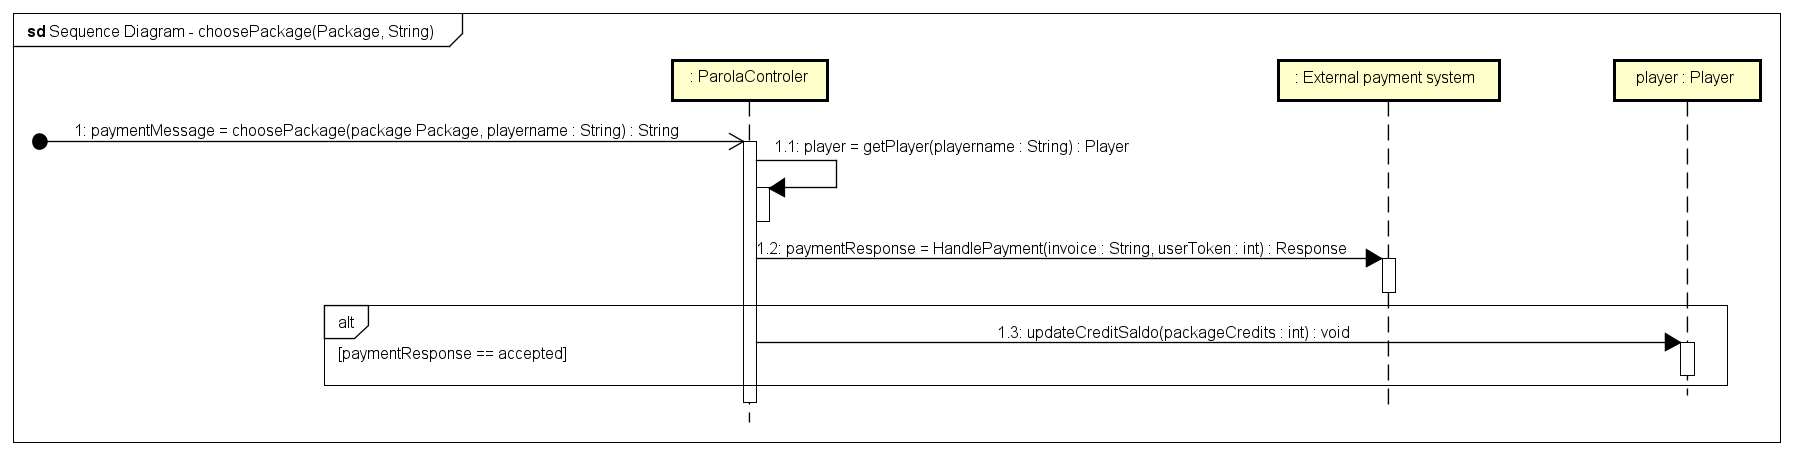 sd Sequence Diagram - choosePackage(Package, String)
: ParolaControler
: External payment system
player : Player
1: paymentMessage = choosePackage(package Package, playername : String) : String
1.1: player = getPlayer(playername : String) : Player
1.2: paymentResponse = HandlePayment(invoice : String, userToken : int) : Response
alt
1.3: updateCreditSaldo(packageCredits : int) : void
[paymentResponse == accepted]